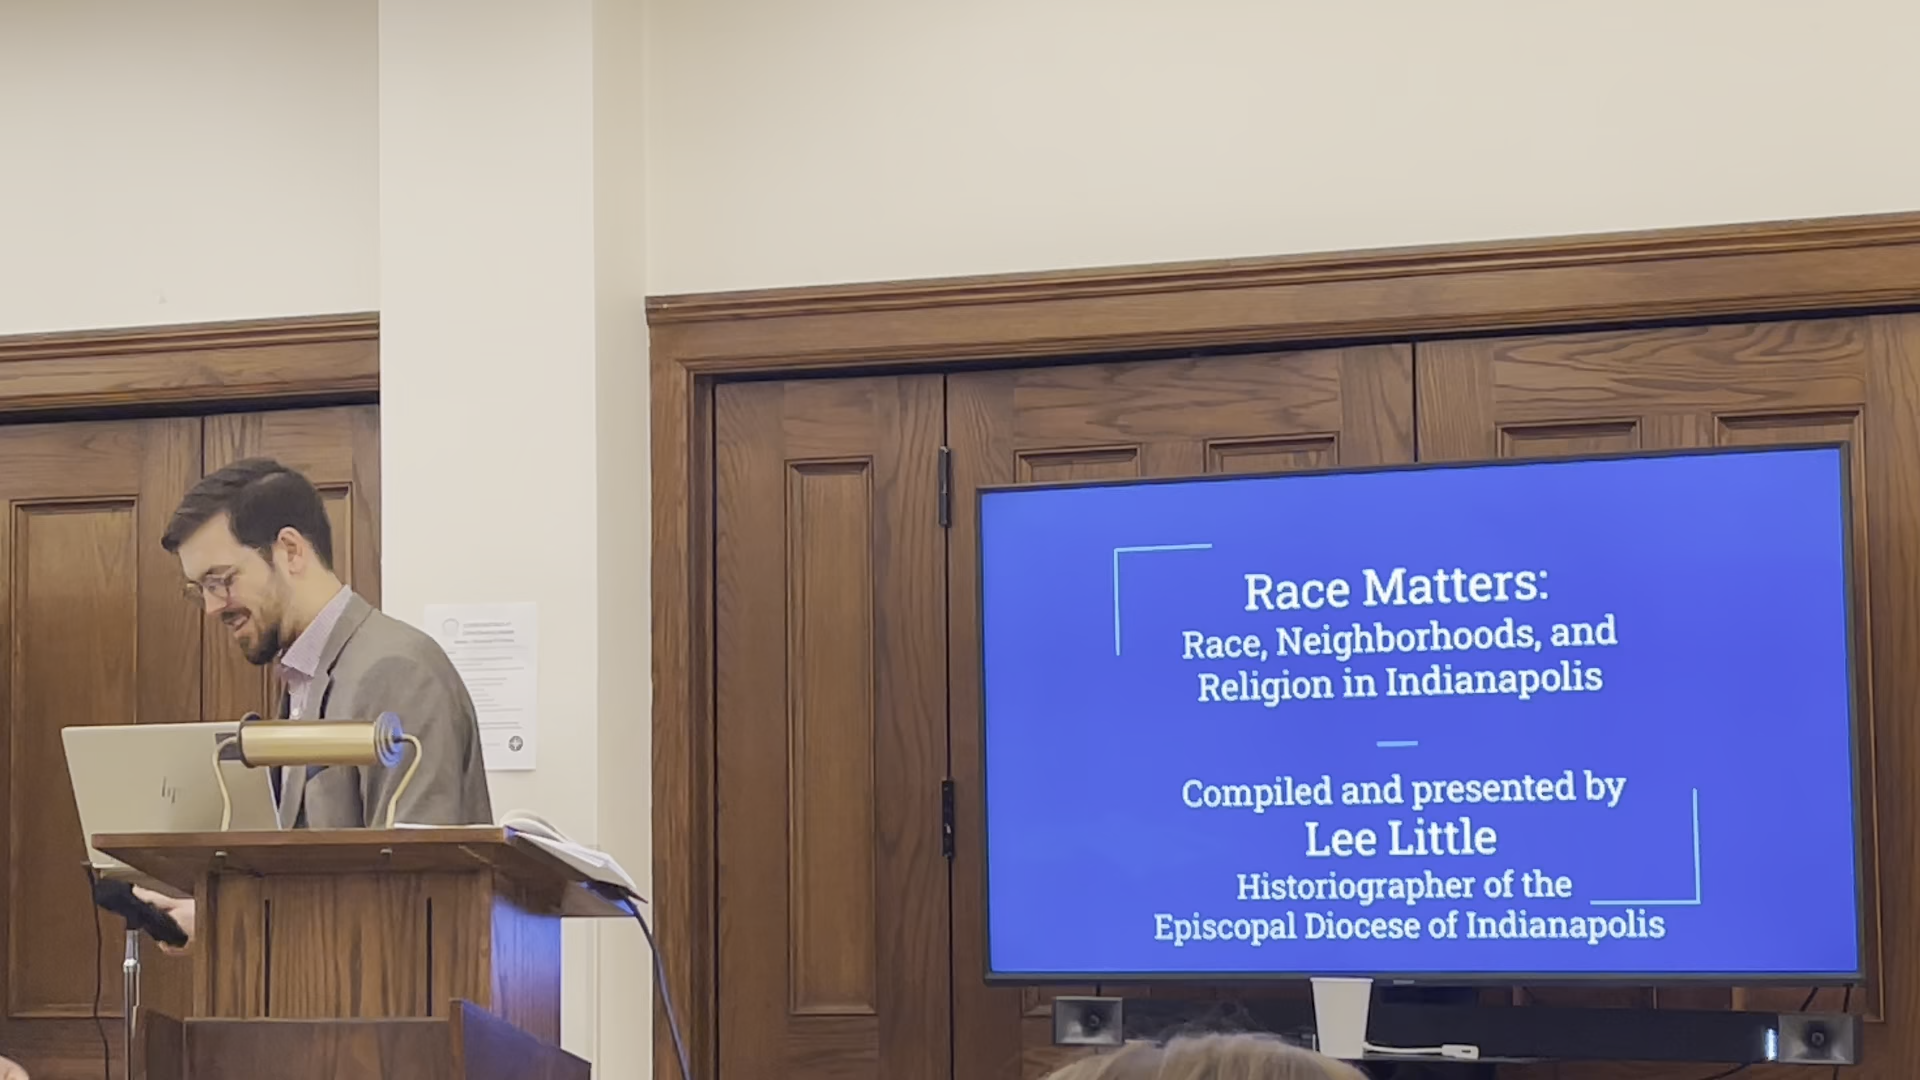 Race Matters:
Race, Neighborhoods, and
Religion in Indianapolis
Compiled and presented by
Lee Little
Historiographer of the
Episcopal Diocese of Indianapolis
hp